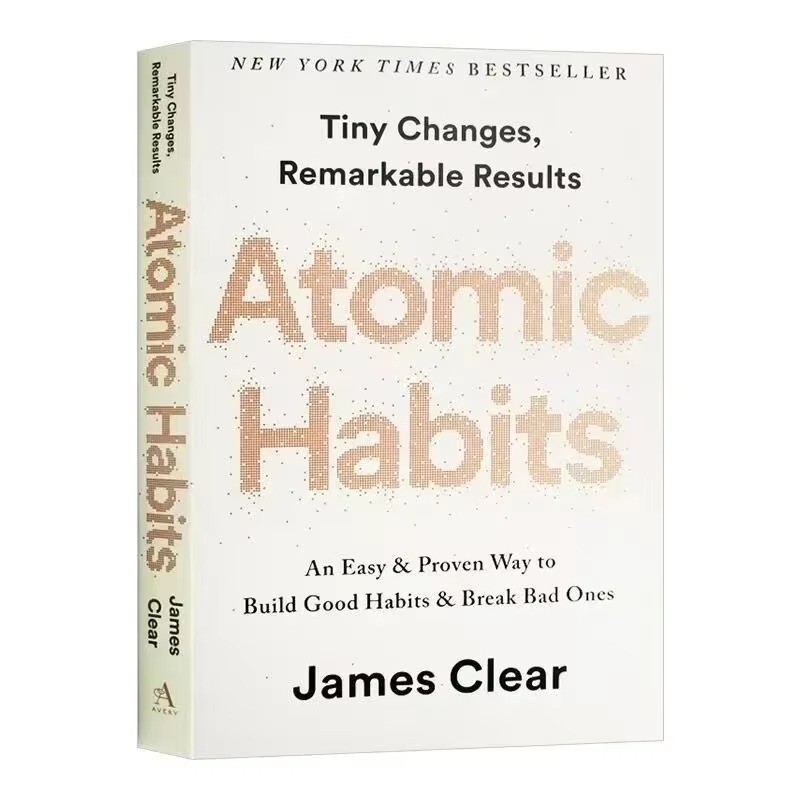 NEW YORK TIMES BESTSELLER
Tiny Changes,
Remarkable Results
Atomic
Habits
An Easy & Proven Way to
Build Good Habits & Break Bad Ones
James Clear
Tiny Changes,
Remarkable Results
Atomic Habits
James
Clear
A
AVERY